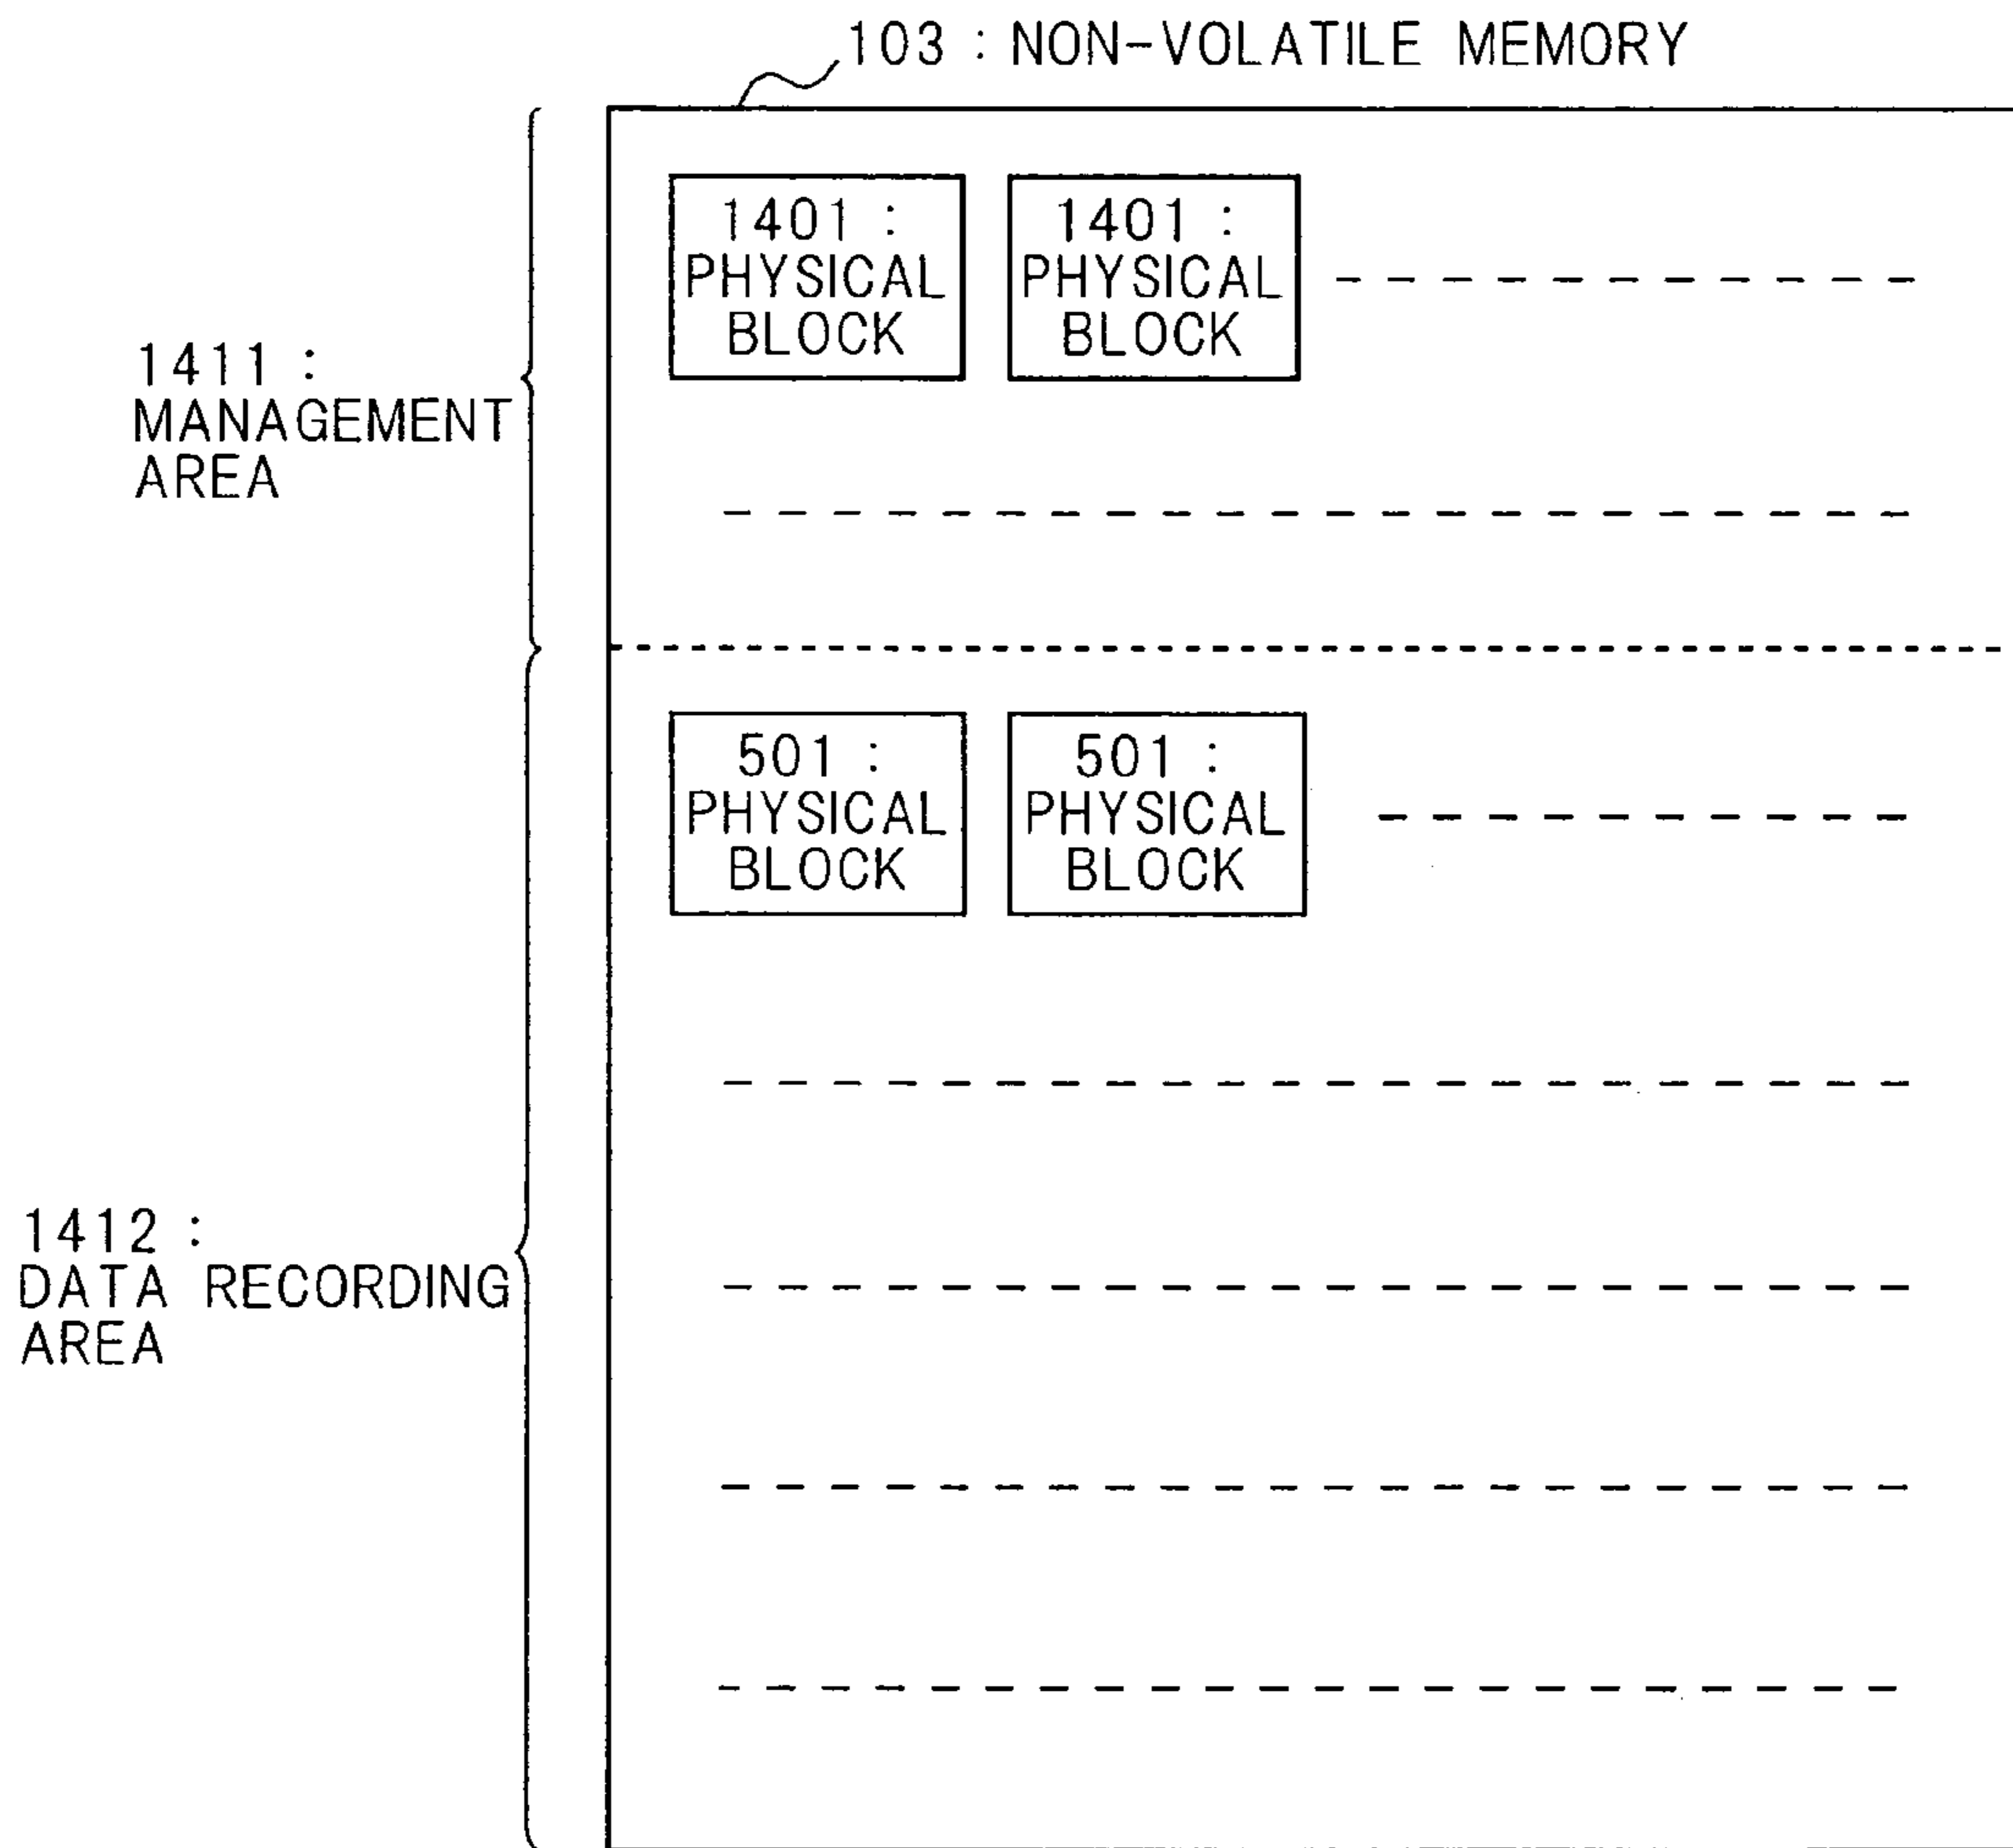 103 : NON-VOLATILE MEMORY
1401 :
PHYSICAL
BLOCK
1401 :
PHYSICAL
BLOCK
1411 :
MANAGEMENT
AREA
501 :
PHYSICAL
BLOCK
501 :
PHYSICAL
BLOCK
1412 :
DATA RECORDING
AREA